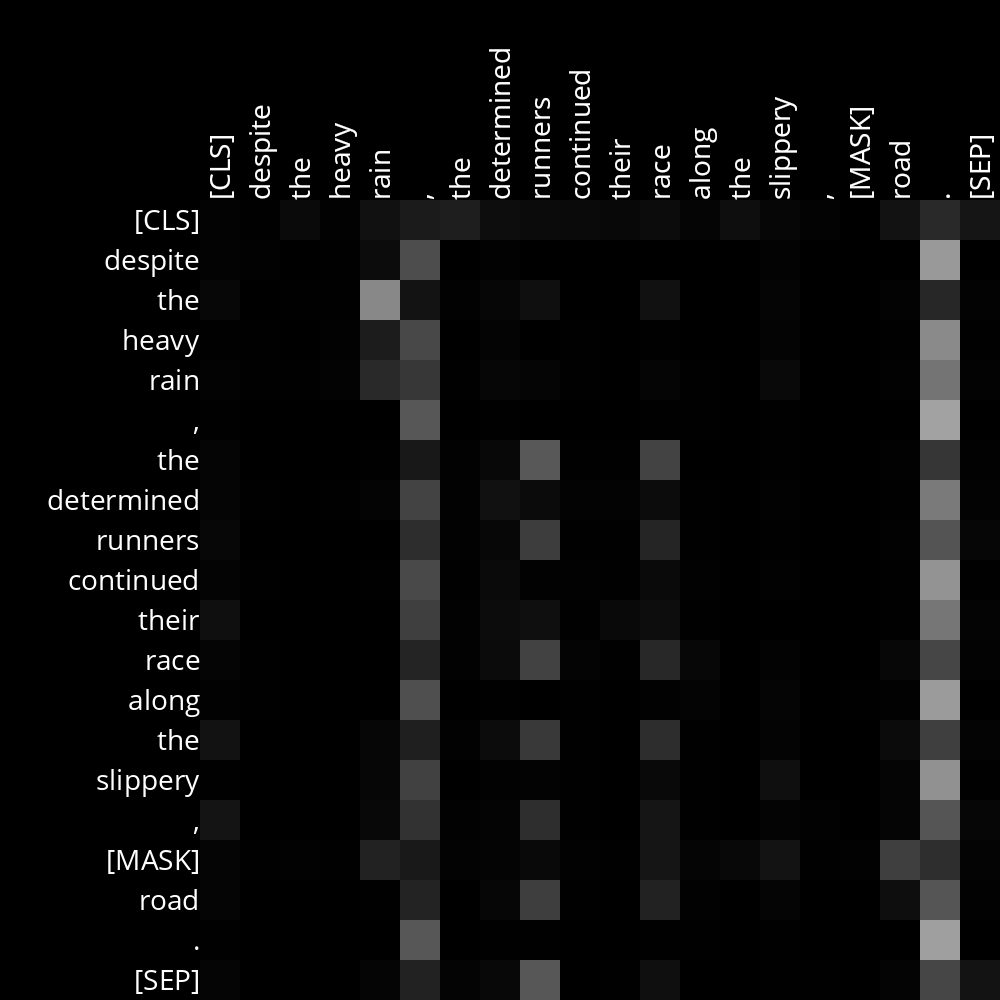 [CLS] despite the heavy rain , the determined runners continued their race along the slippery , [MASK] road . [SEP]
[CLS]
despite
the
heavy
rain
,
the
determined
runners
continued
their
race
along
the
slippery
,
[MASK]
road
.
[SEP]